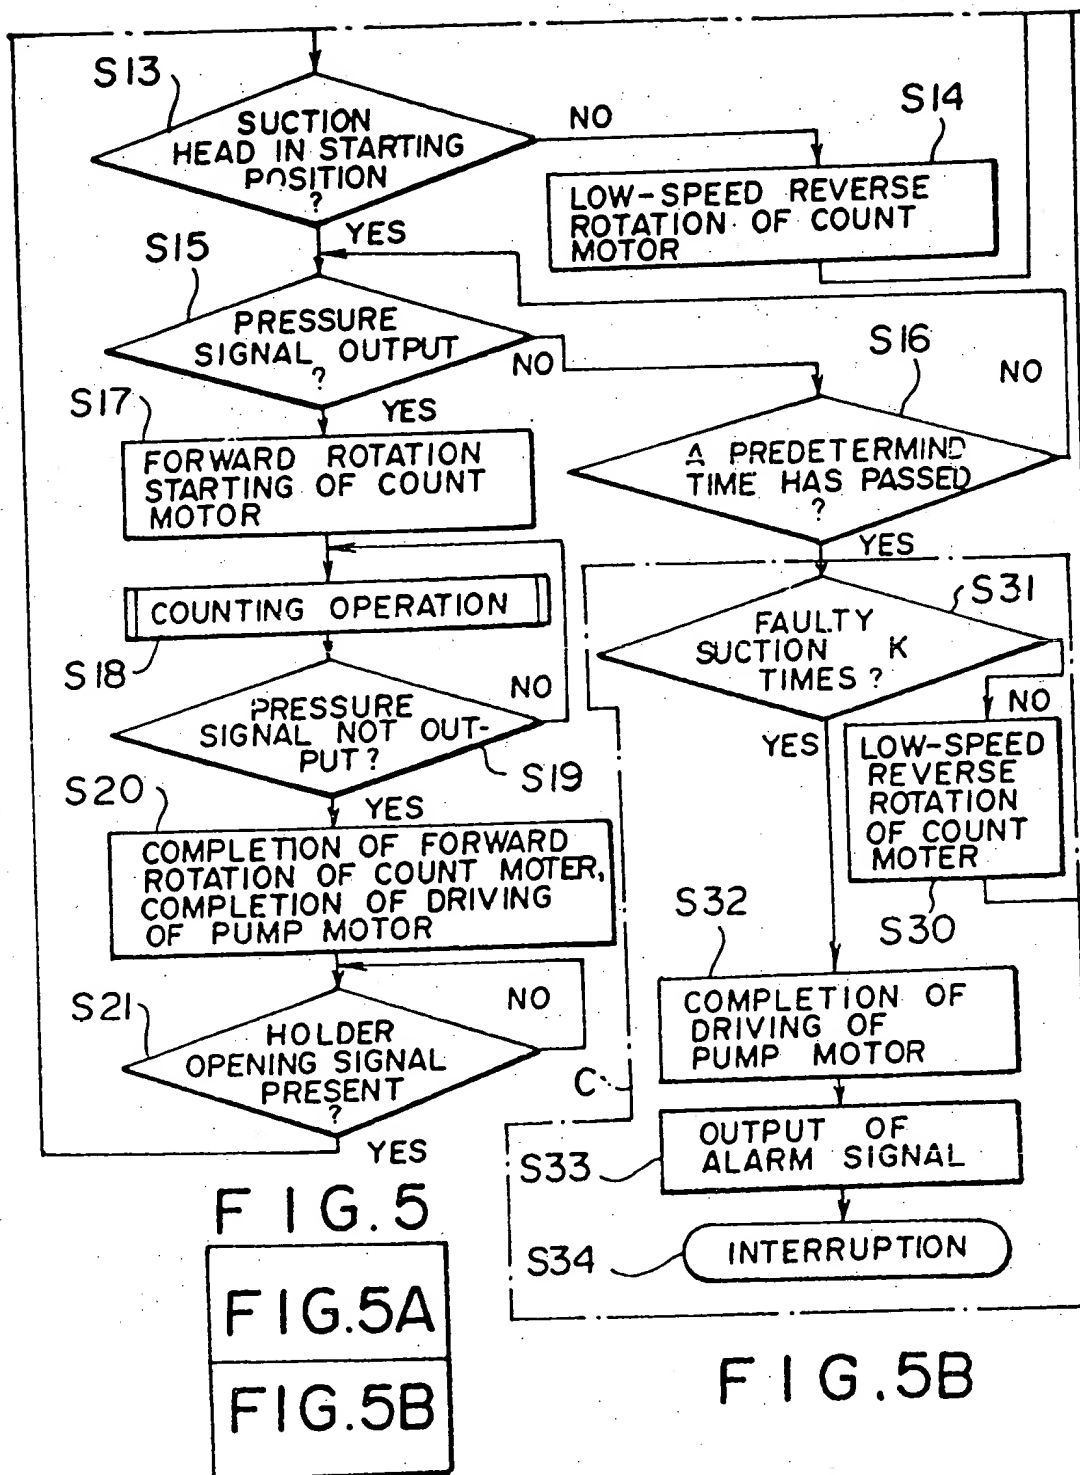 S13
SUCTION
HEAD IN STARTING
POSITION
?
NO
S14
LOW-SPEED REVERSE
ROTATION OF COUNT
MOTOR
YES
S15
PRESSURE
SIGNAL OUTPUT
?
NO
S16
NO
A PREDETERMIND
TIME HAS PASSED
?
YES
S17
YES
FORWARD ROTATION
STARTING OF COUNT
MOTOR
COUNTING OPERATION
S18
PRESSURE
SIGNAL NOT OUT-
PUT?
NO
S19
YES
S20
COMPLETION OF FORWARD
ROTATION OF COUNT MOTER,
COMPLETION OF DRIVING
OF PUMP MOTOR
S21
HOLDER
OPENING SIGNAL
PRESENT
?
NO
YES
S31
FAULTY
SUCTION K
TIMES?
NO
YES
LOW-SPEED
REVERSE
ROTATION
OF COUNT
MOTER
S30
S32
COMPLETION OF
DRIVING OF
PUMP MOTOR
C
OUTPUT OF
ALARM SIGNAL
S33
INTERRUPTION
S34
FIG.5
FIG.5A
FIG.5B
FIG.5B